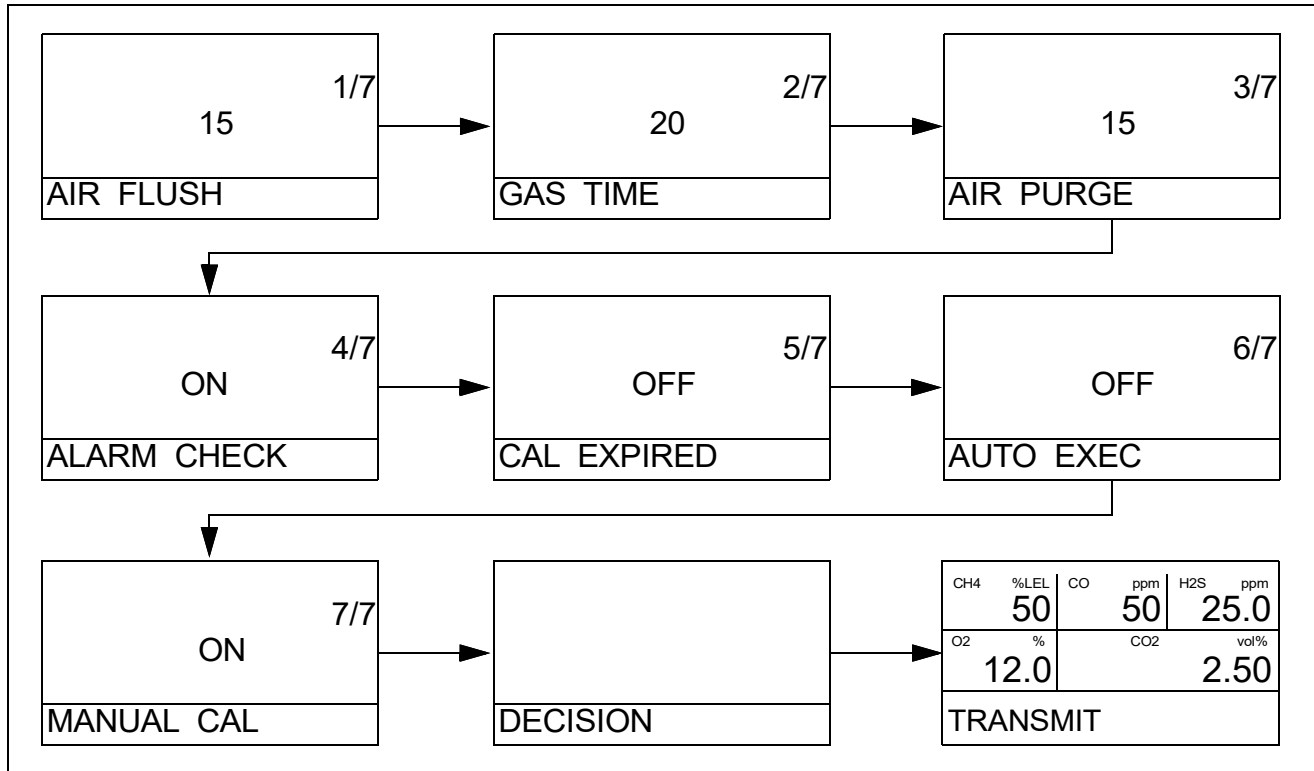 1/7
15
AIR FLUSH
2/7
20
GAS TIME
3/7
15
AIR PURGE
4/7
ON
ALARM CHECK
5/7
OFF
CAL EXPIRED
6/7
OFF
AUTO EXEC
7/7
ON
MANUAL CAL
DECISION
CH4 %LEL CO ppm H2S ppm
50 50 25.0
O2 % CO2 vol%
12.0 2.50
TRANSMIT